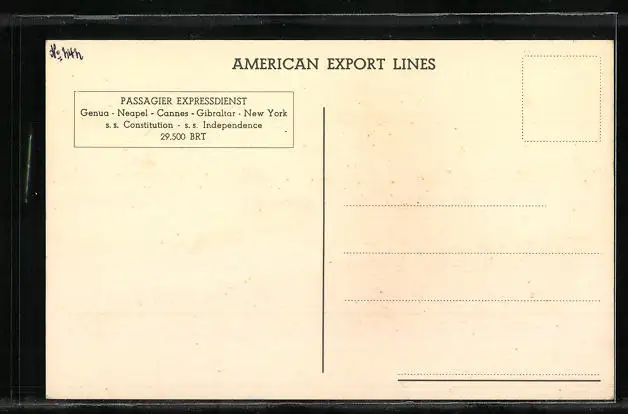 AMERICAN EXPORT LINES
PASSAGIER EXPRESSDIENST
Genua - Neapel - Cannes - Gibraltar - New York
s. s. Constitution - s. s. Independence
29.500 BRT